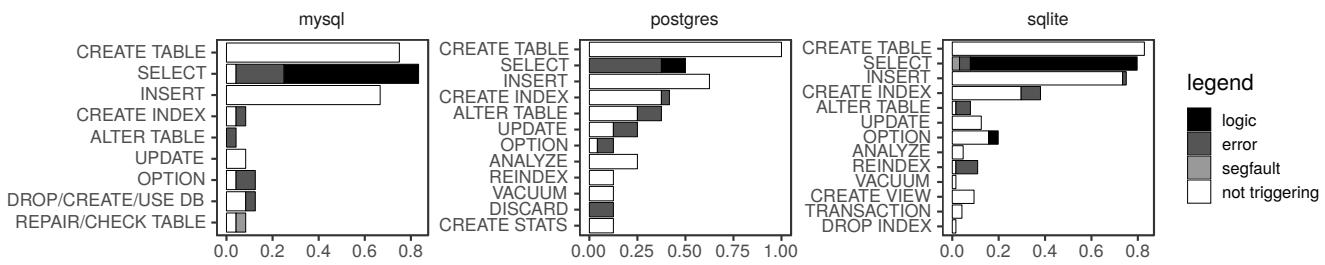 mysql
CREATE TABLE
SELECT
INSERT
CREATE INDEX
ALTER TABLE
UPDATE
OPTION
DROP/CREATE/USE DB
REPAIR/CHECK TABLE
0.0 0.2 0.4 0.6 0.8
postgres
CREATE TABLE
SELECT
INSERT
CREATE INDEX
ALTER TABLE
UPDATE
OPTION
ANALYZE
REINDEX
VACUUM
DISCARD
CREATE STATS
0.00 0.25 0.50 0.75 1.00
sqlite
CREATE TABLE
SELECT
INSERT
CREATE INDEX
ALTER TABLE
UPDATE
OPTION
ANALYZE
REINDEX
VACUUM
CREATE VIEW
TRANSACTION
DROP INDEX
0.0 0.2 0.4 0.6 0.8
legend
logic
error
segfault
not triggering